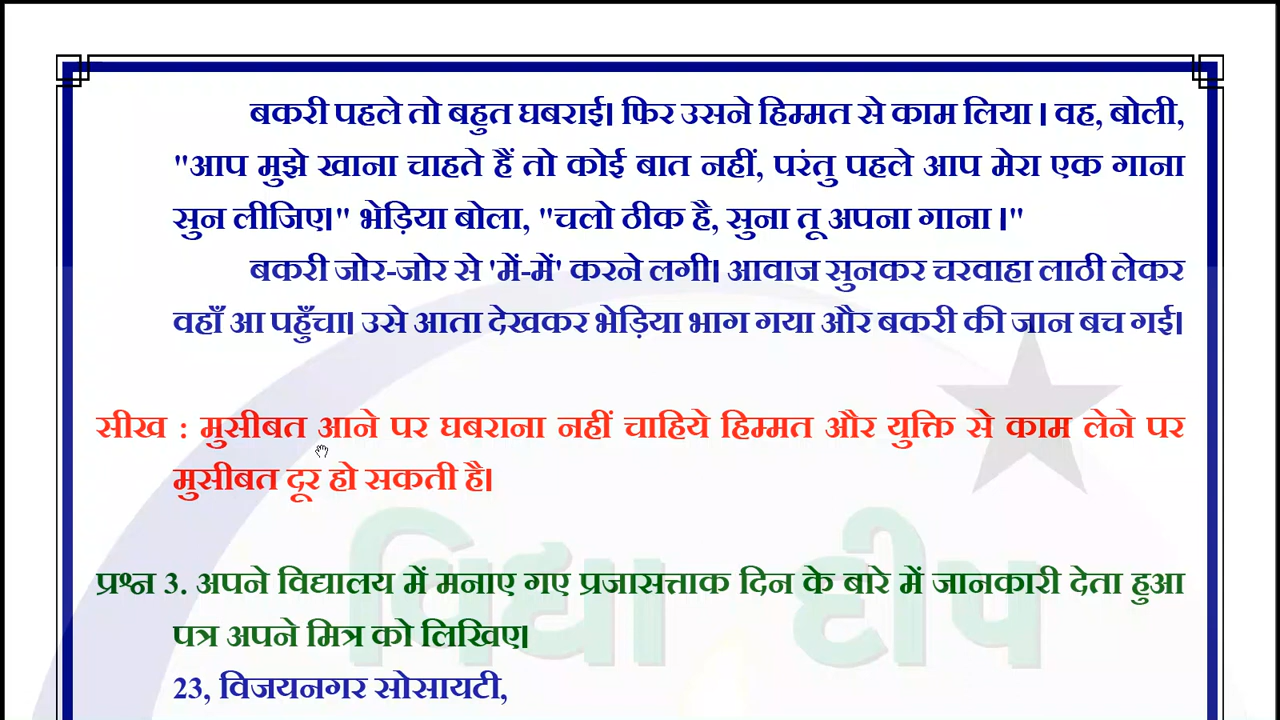 बकरी पहले तो बहुत घबराई। फिर उसने हिम्मत से काम लिया । वह, बोली,
"आप मुझे खाना चाहते हैं तो कोई बात नहीं, परंतु पहले आप मेरा एक गाना
सुन लीजिए।" भेड़िया बोला, "चलो ठीक है, सुना तू अपना गाना ।"
बकरी जोर-जोर से 'में-में' करने लगी। आवाज सुनकर चरवाहा लाठी लेकर
वहाँ आ पहुँचा। उसे आता देखकर भेड़िया भाग गया और बकरी की जान बच गई।
सीख : मुसीबत आने पर घबराना नहीं चाहिये हिम्मत और युक्ति से काम लेने पर
मुसीबत दूर हो सकती है।
विद्या दीप
प्रश्न 3. अपने विद्यालय में मनाए गए प्रजासत्ताक दिन के बारे में जानकारी देता हुआ
पत्र अपने मित्र को लिखिए।
23, विजयनगर सोसायटी,